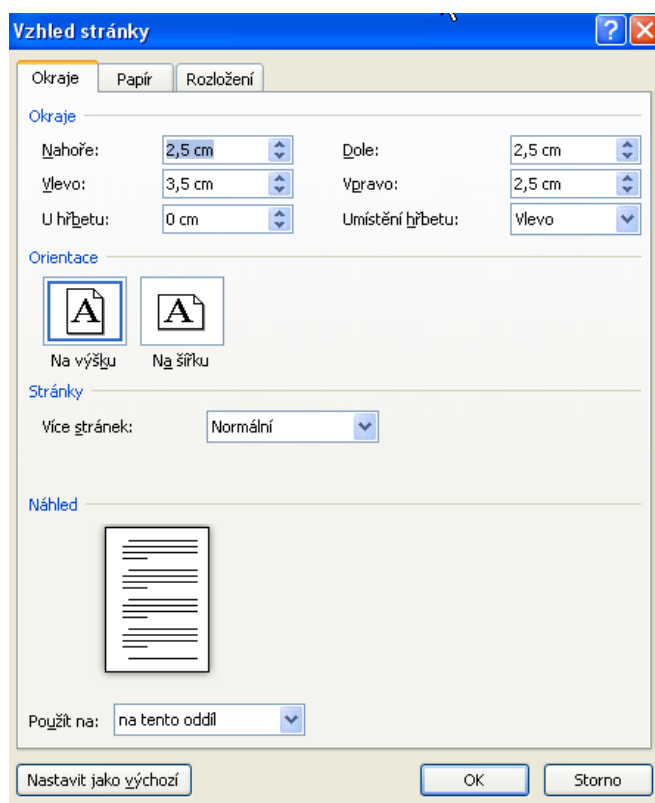 Vzhled stránky
Okraje Papír Rozložení
Okraje
Nahoře: 2,5 cm Dole: 2,5 cm
Vlevo: 3,5 cm Vpravo: 2,5 cm
U hřbetu: 0 cm Umístění hřbetu: Vlevo
Orientace
A A
Na výšku Na šířku
Stránky
Více stránek: Normální
Náhled
Použít na: na tento oddíl
Nastavit jako výchozí OK Storno